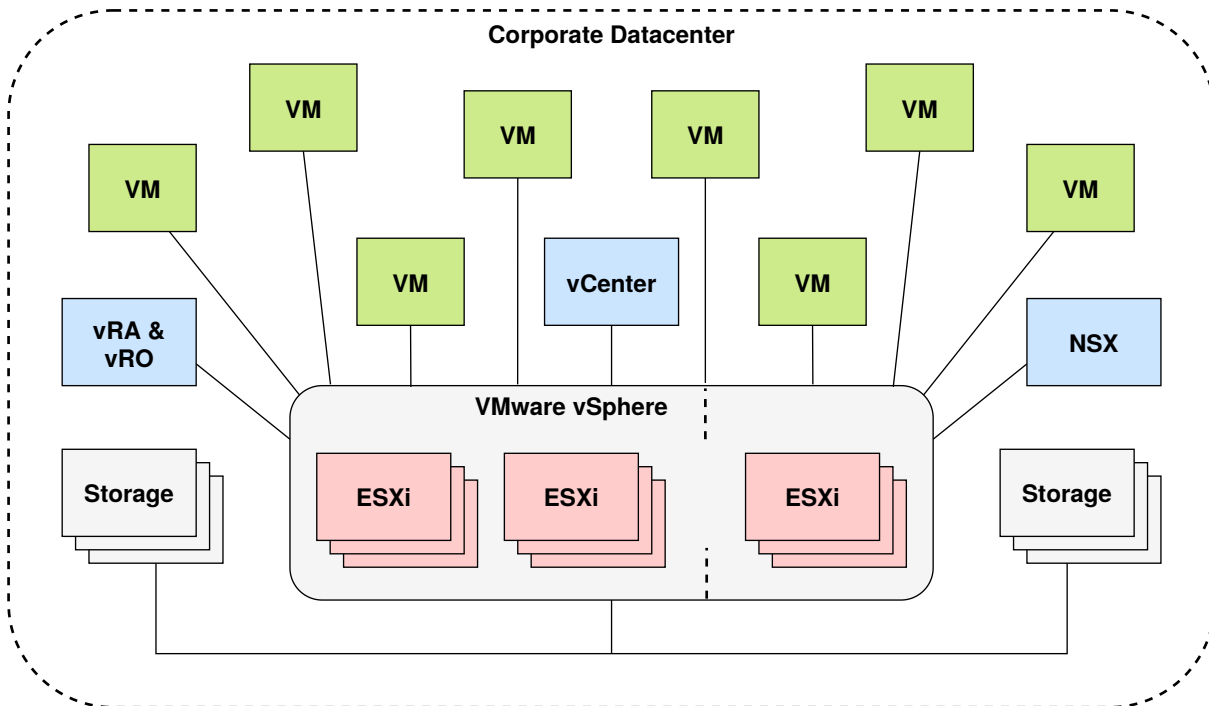 Corporate Datacenter
VM
VM
VM
VM
VM
VM
VM
vCenter
VM
vRA &
vRO
NSX
VMware vSphere
Storage
ESXi
ESXi
ESXi
Storage